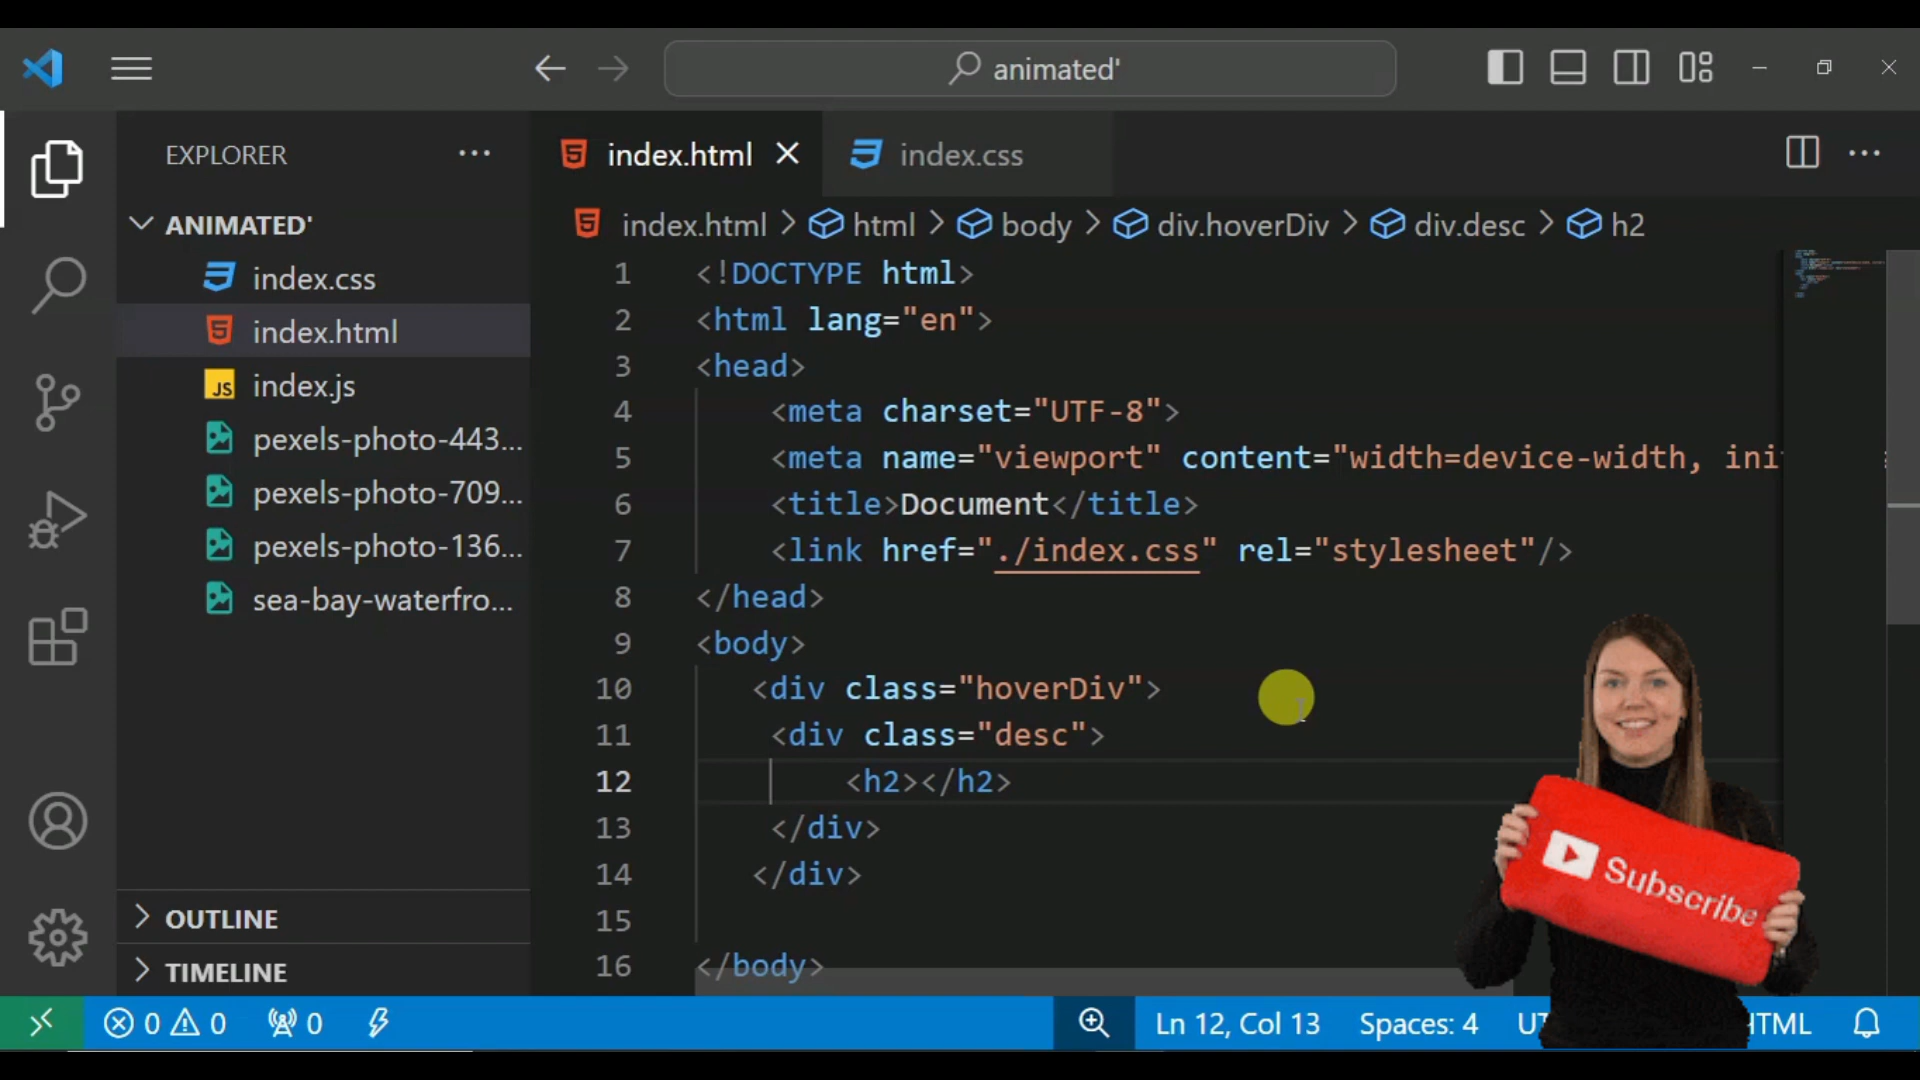 animated'
EXPLORER
ANIMATED'
index.css
index.html
index.js
pexels-photo-443...
pexels-photo-709...
pexels-photo-136...
sea-bay-waterfro...
OUTLINE
TIMELINE
index.html
index.css
index.html > html > body > div.hoverDiv > div.desc > h2
1 <!DOCTYPE html>
2 <html lang="en">
3 <head>
4 <meta charset="UTF-8">
5 <meta name="viewport" content="width=device-width, ini
6 <title>Document</title>
7 <link href="./index.css" rel="stylesheet"/>
8 </head>
9 <body>
10 <div class="hoverDiv">
11 <div class="desc">
12 <h2></h2>
13 </div>
14 </div>
15
16 </body>
Subscribe
0 0 0 Ln 12, Col 13 Spaces: 4